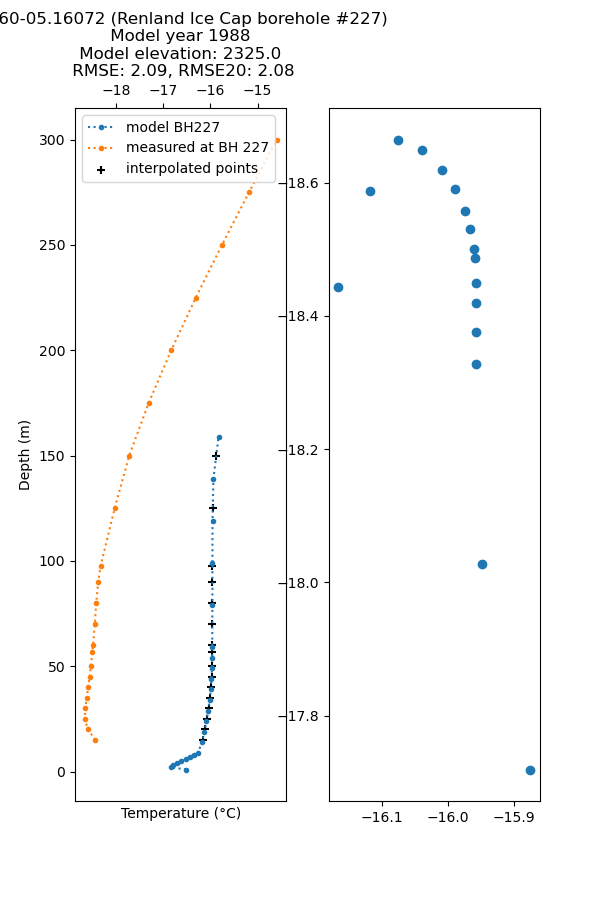 60-05.16072 (Renland Ice Cap borehole #227)
Model year 1988
Model elevation: 2325.0
RMSE: 2.09, RMSE20: 2.08
−18 −17 −16 −15
model BH227
measured at BH 227
interpolated points
300
250
200
150
100
50
0
Depth (m)
Temperature (°C)
−18.6
−18.4
−18.2
−18.0
−17.8
−16.1 −16.0 −15.9